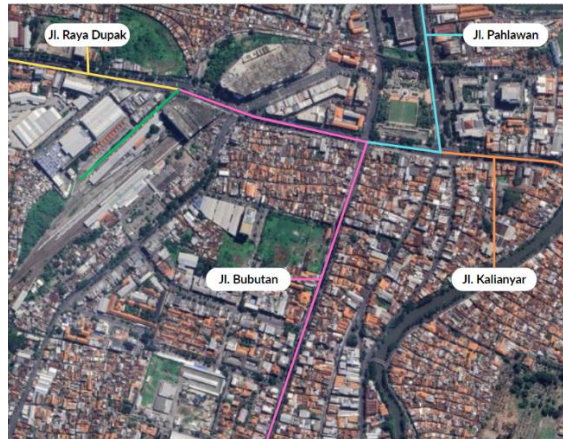 Jl. Raya Dupak
Jl. Pahlawan
Jl. Bubutan
Jl. Kalianyar